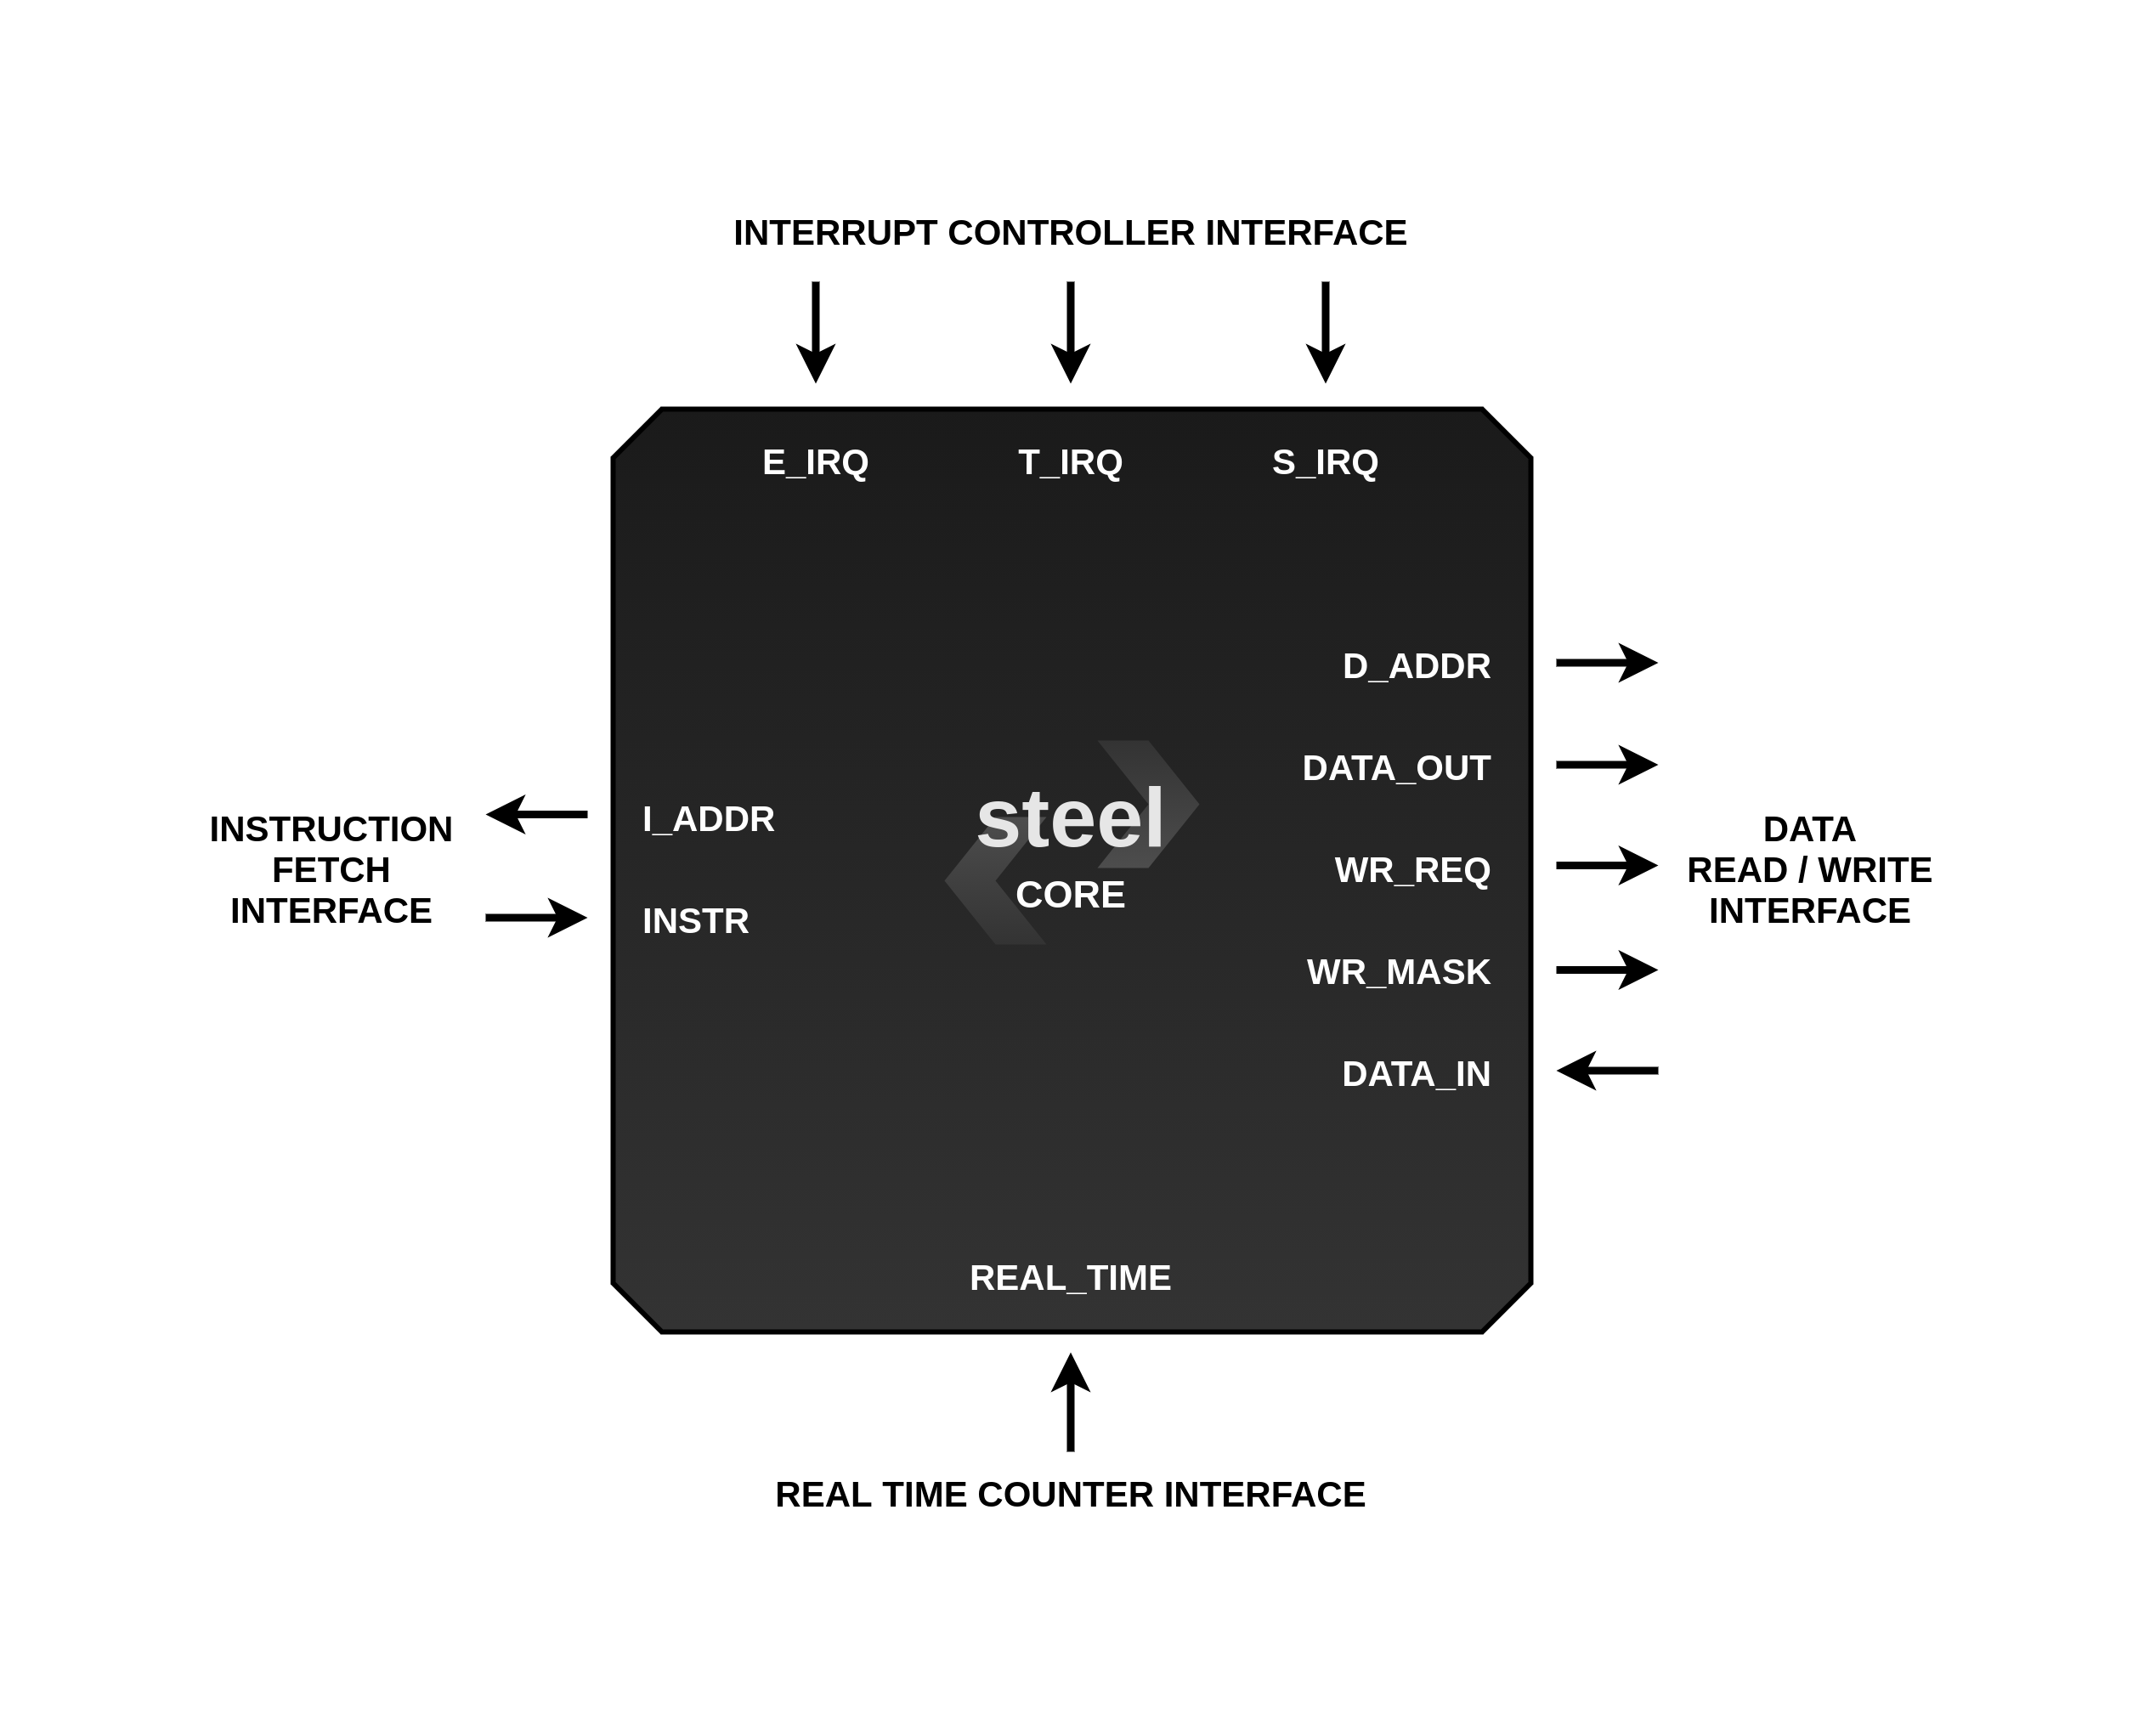 INTERRUPT CONTROLLER INTERFACE
E_IRQ
T_IRQ
S_IRQ
INSTRUCTION
FETCH
INTERFACE
I_ADDR
INSTR
steel
CORE
D_ADDR
DATA_OUT
WR_REQ
WR_MASK
DATA_IN
DATA
READ / WRITE
INTERFACE
REAL_TIME
REAL TIME COUNTER INTERFACE